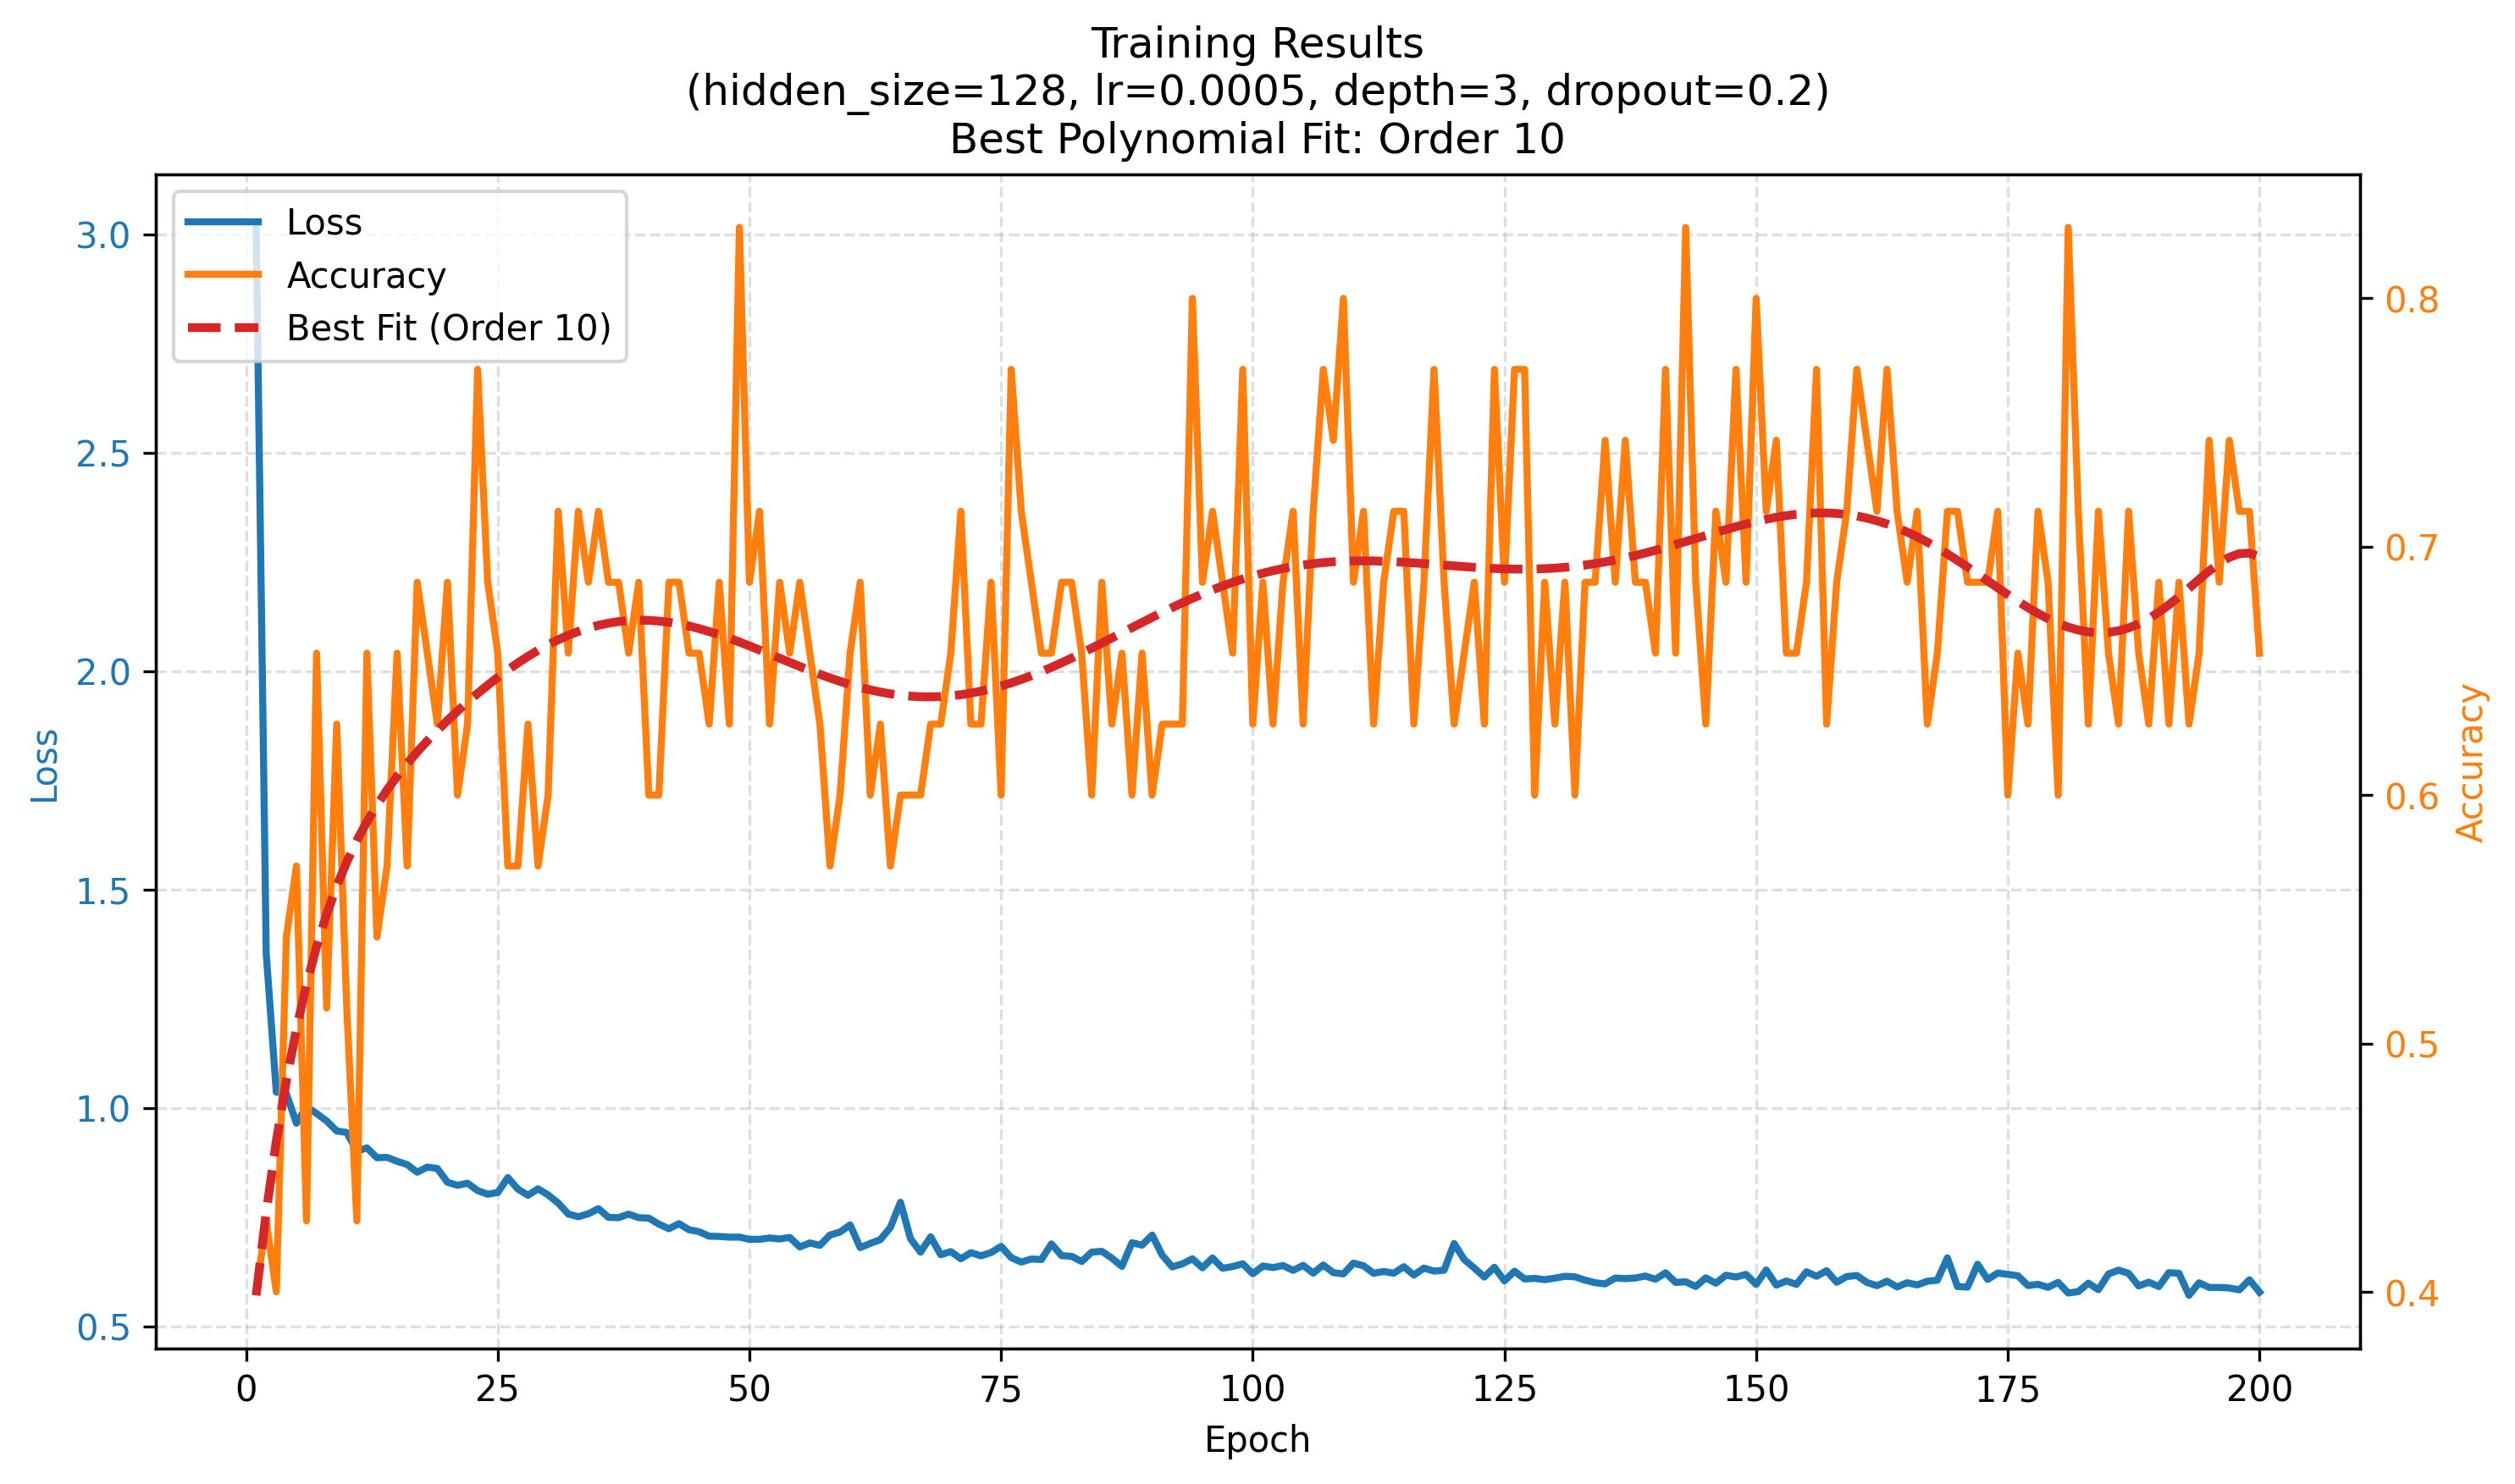 Training Results
(hidden_size=128, lr=0.0005, depth=3, dropout=0.2)
Best Polynomial Fit: Order 10
Loss
Accuracy
Best Fit (Order 10)
3.0
2.5
2.0
1.5
1.0
0.5
Loss
0.8
0.7
0.6
0.5
0.4
Accuracy
0 25 50 75 100 125 150 175 200
Epoch